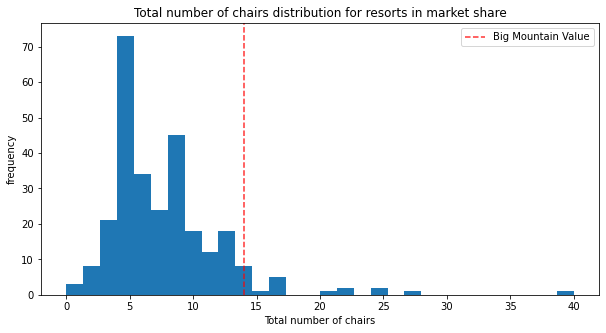 Total number of chairs distribution for resorts in market share
Big Mountain Value
frequency
70
60
50
40
30
20
10
0
0 5 10 15 20 25 30 35 40
Total number of chairs